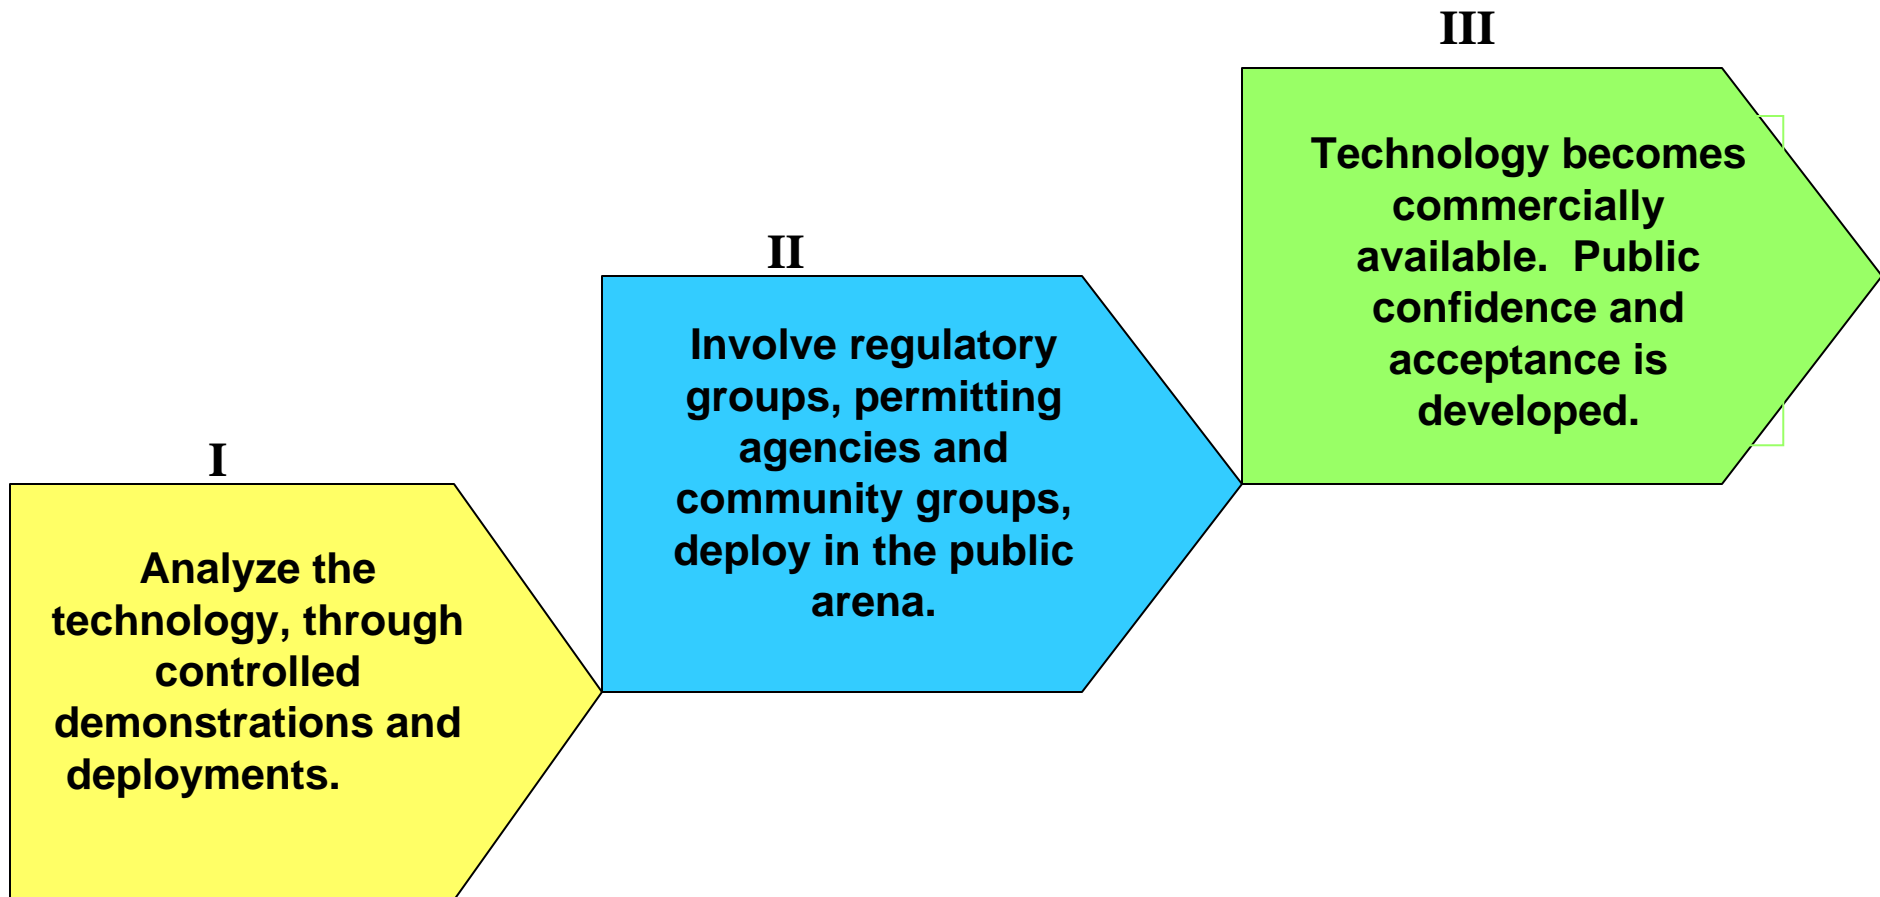 I
Analyze the
technology, through
controlled
demonstrations and
deployments.
II
Involve regulatory
groups, permitting
agencies and
community groups,
deploy in the public
arena.
III
Technology becomes
commercially
available.  Public
confidence and
acceptance is
developed.